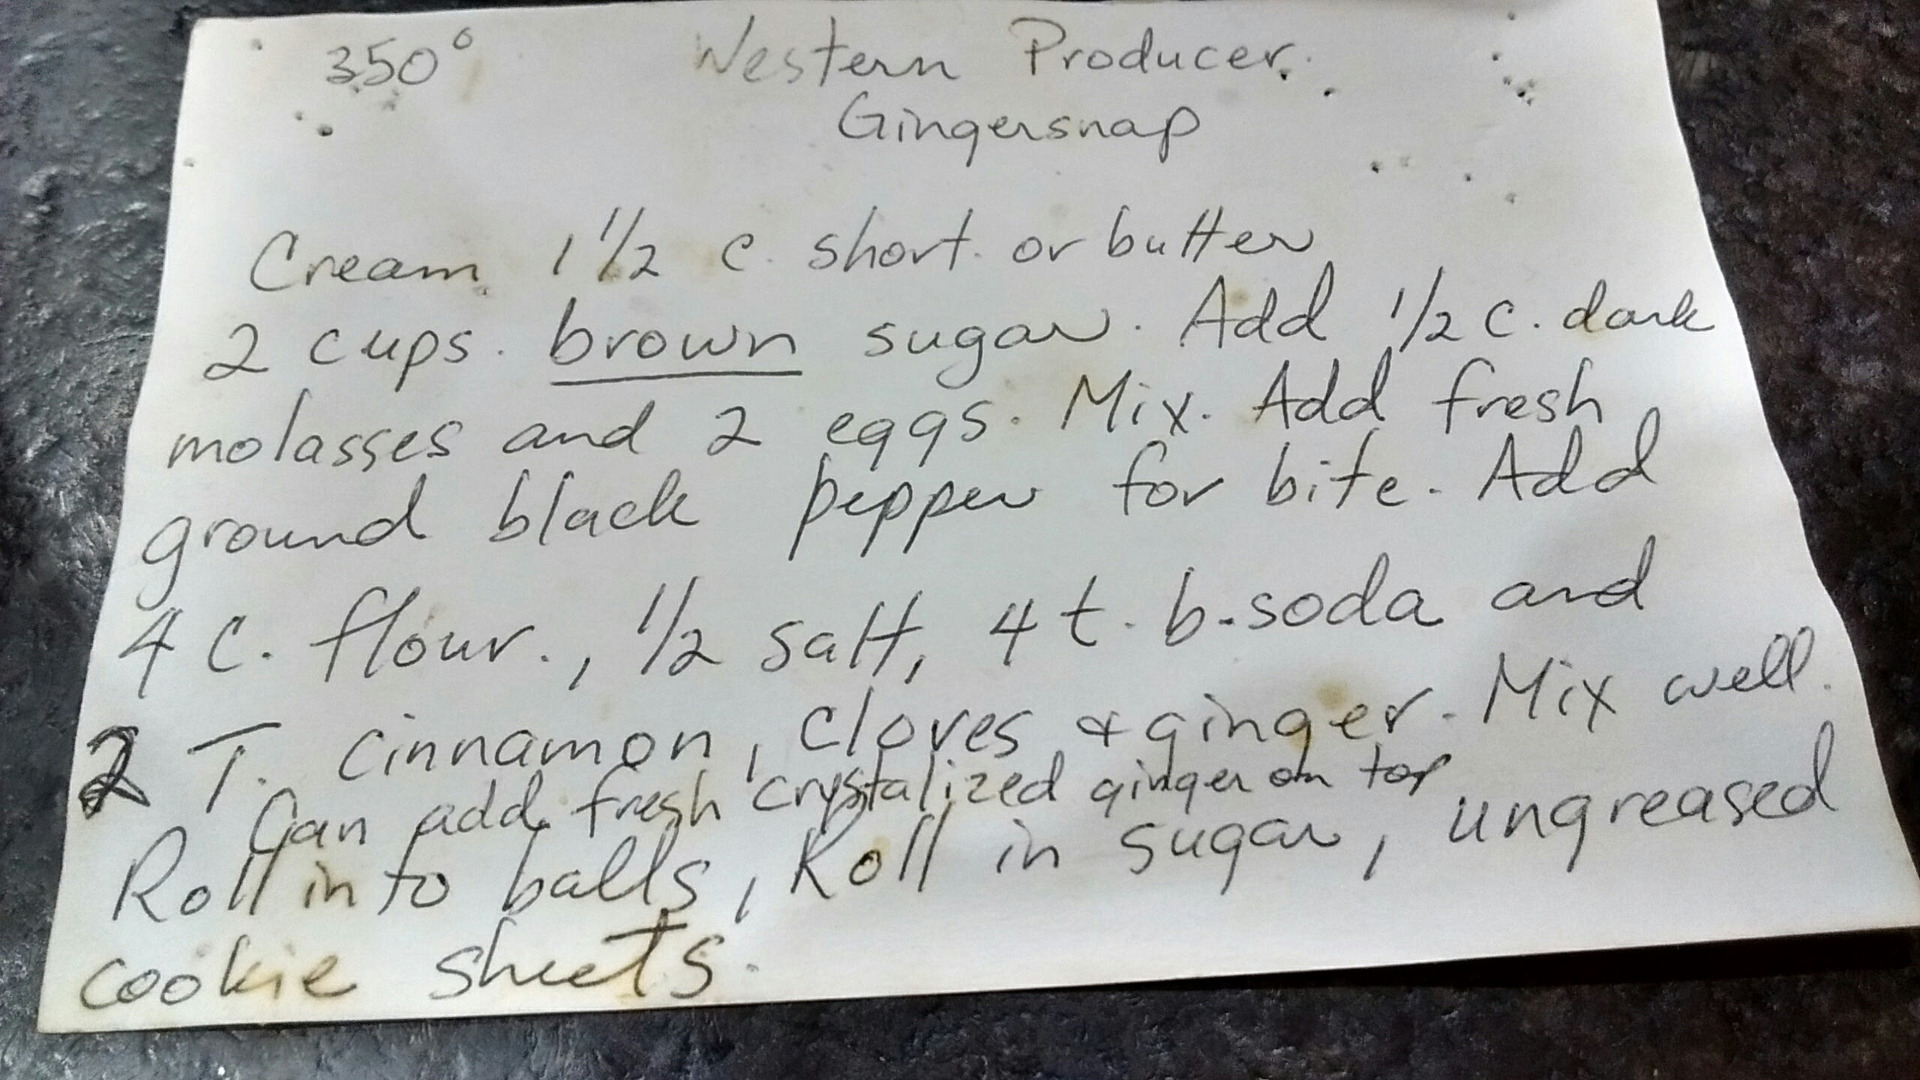 350° Western Producer.
Gingersnap
Cream 1 1/2 c. short. or butter
2 cups. brown sugar. Add 1/2 c. dark
molasses and 2 eggs. Mix. Add fresh
ground black pepper for bite. Add
4 c. flour., 1/2 salt, 4 t. b.soda and
2 T. cinnamon, cloves & ginger. Mix well.
Can add fresh crystalized ginger on top
Roll into balls, Roll in sugar, ungreased
cookie sheets.